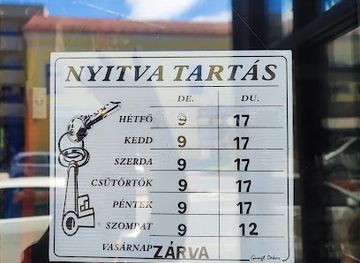 NYITVA TARTÁS
DE. DU.
HÉTFŐ 9 17
KEDD 9 17
SZERDA 9 17
CSÜTÖRTÖK 9 17
PÉNTEK 9 17
SZOMBAT 9 12
VASÁRNAP ZÁRVA